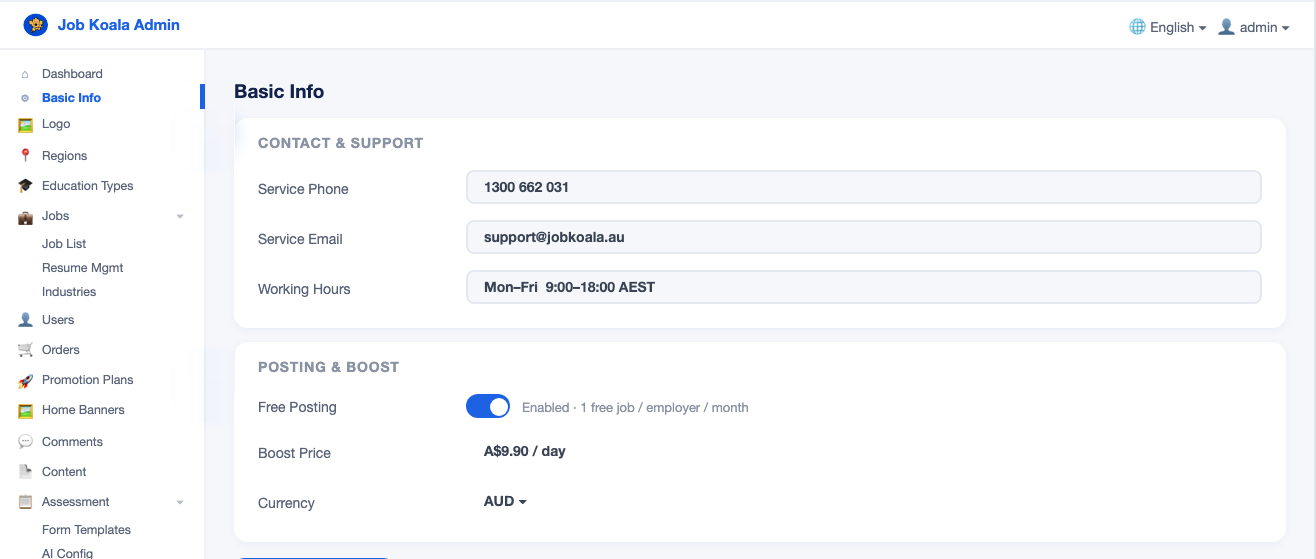 Job Koala Admin
English
admin
Dashboard
Basic Info
Logo
Regions
Education Types
Jobs
Job List
Resume Mgmt
Industries
Users
Orders
Promotion Plans
Home Banners
Comments
Content
Assessment
Form Templates
AI Config
Basic Info
CONTACT & SUPPORT
Service Phone 1300 662 031
Service Email support@jobkoala.au
Working Hours Mon–Fri 9:00–18:00 AEST
POSTING & BOOST
Free Posting Enabled · 1 free job / employer / month
Boost Price A$9.90 / day
Currency AUD